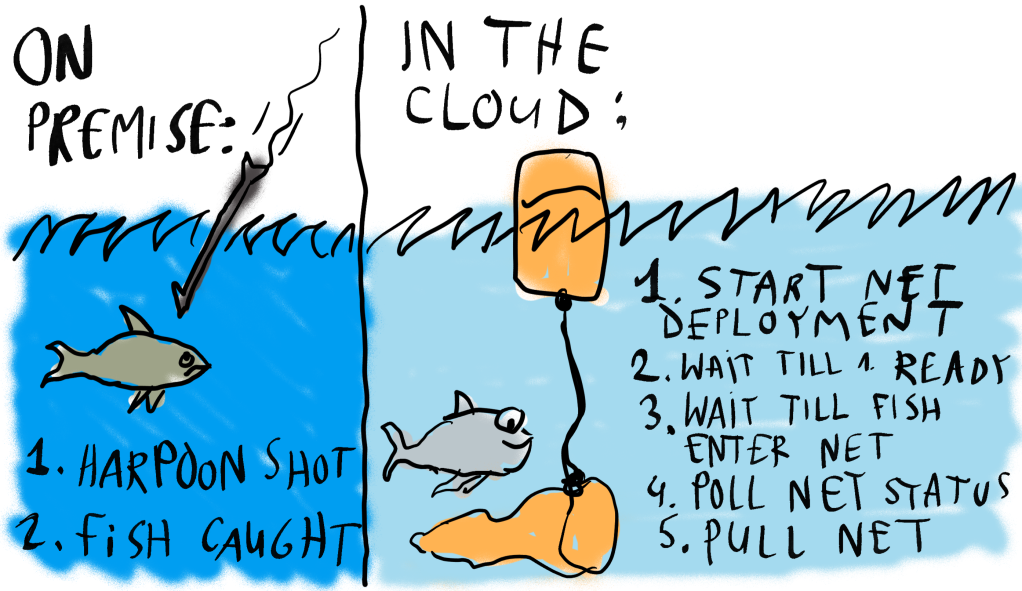 ON
PREMISE:
1. HARPOON SHOT
2. FISH CAUGHT
IN THE
CLOUD:
1. START NET
DEPLOYMENT
2. WAIT TILL 1. READY
3. WAIT TILL FISH
ENTER NET
4. POLL NET STATUS
5. PULL NET